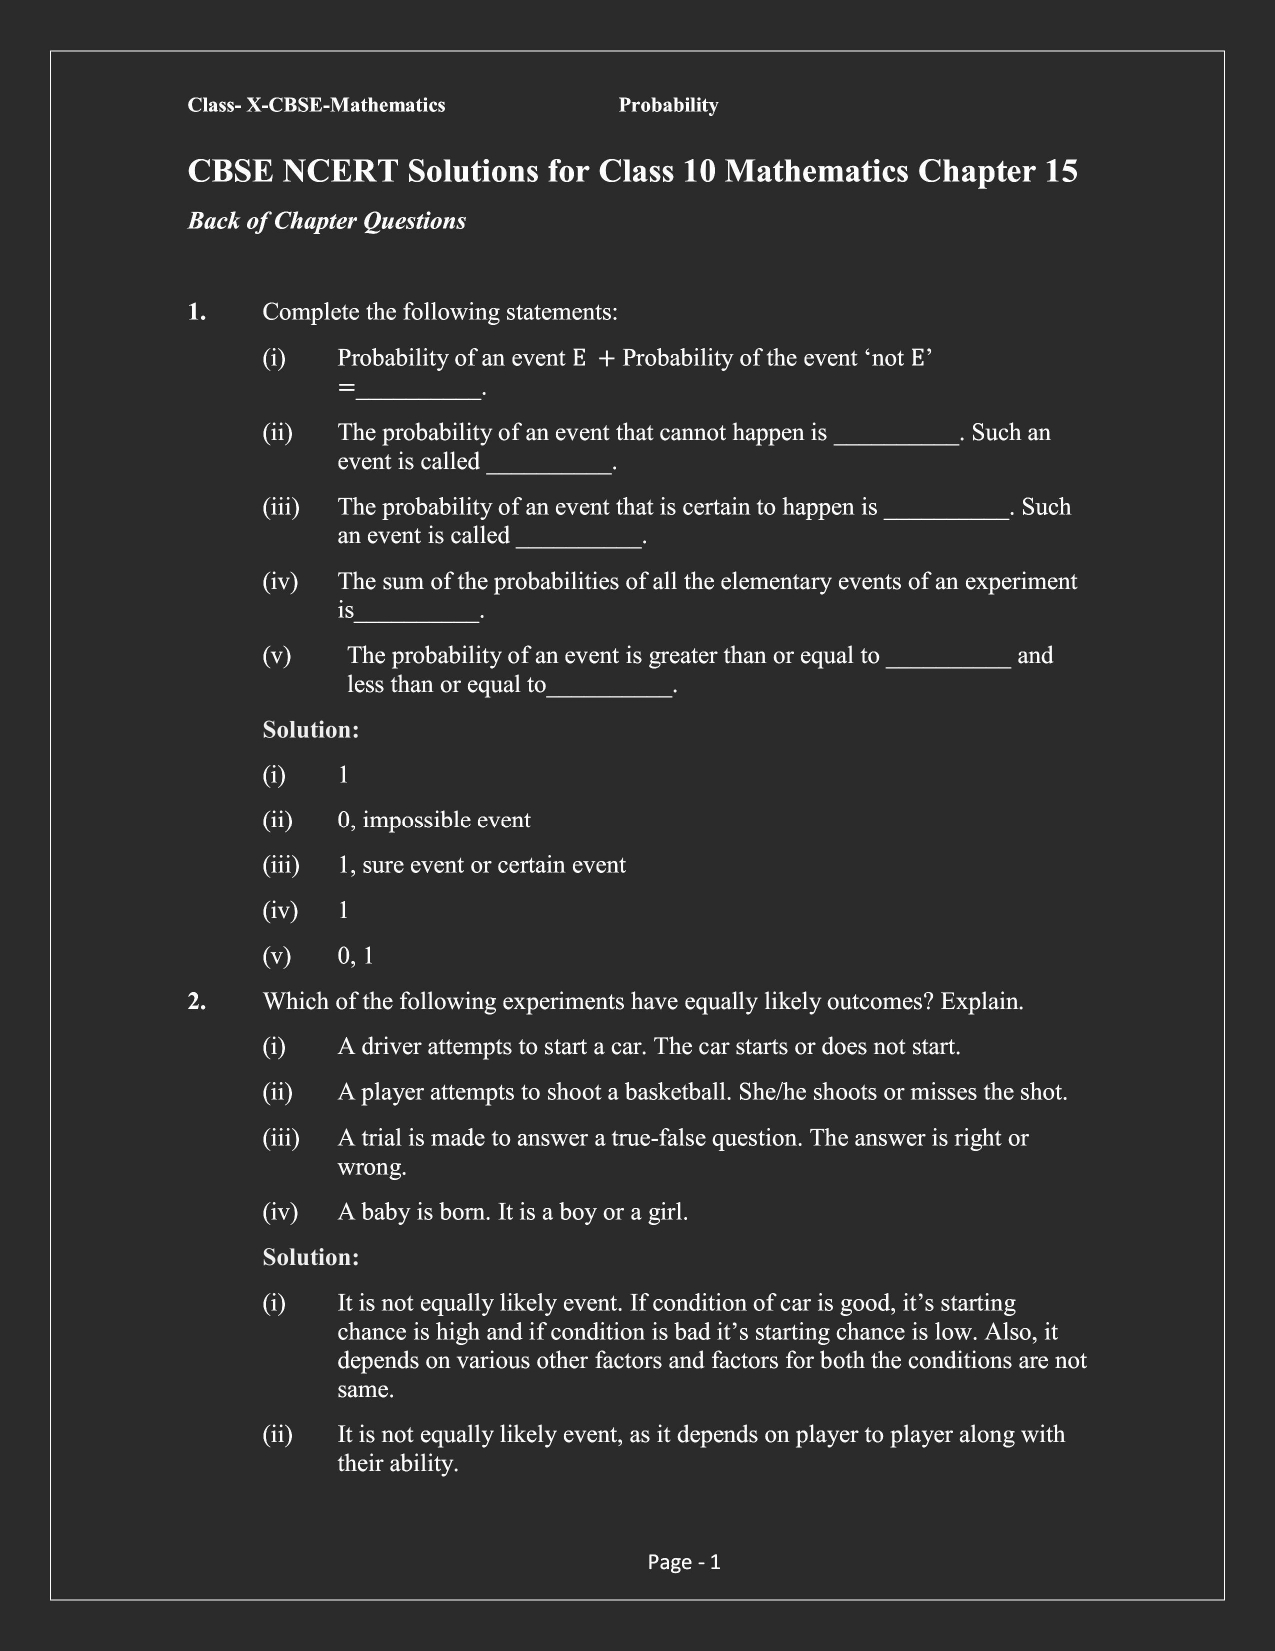 Class- X-CBSE-Mathematics Probability
CBSE NCERT Solutions for Class 10 Mathematics Chapter 15
Back of Chapter Questions
1. Complete the following statements:
(i) Probability of an event E + Probability of the event ‘not E’
=__________.
(ii) The probability of an event that cannot happen is __________. Such an
event is called __________.
(iii) The probability of an event that is certain to happen is __________. Such
an event is called __________.
(iv) The sum of the probabilities of all the elementary events of an experiment
is__________.
(v) The probability of an event is greater than or equal to __________ and
less than or equal to__________.
Solution:
(i) 1
(ii) 0, impossible event
(iii) 1, sure event or certain event
(iv) 1
(v) 0, 1
2. Which of the following experiments have equally likely outcomes? Explain.
(i) A driver attempts to start a car. The car starts or does not start.
(ii) A player attempts to shoot a basketball. She/he shoots or misses the shot.
(iii) A trial is made to answer a true-false question. The answer is right or
wrong.
(iv) A baby is born. It is a boy or a girl.
Solution:
(i) It is not equally likely event. If condition of car is good, it’s starting
chance is high and if condition is bad it’s starting chance is low. Also, it
depends on various other factors and factors for both the conditions are not
same.
(ii) It is not equally likely event, as it depends on player to player along with
their ability.
Page - 1